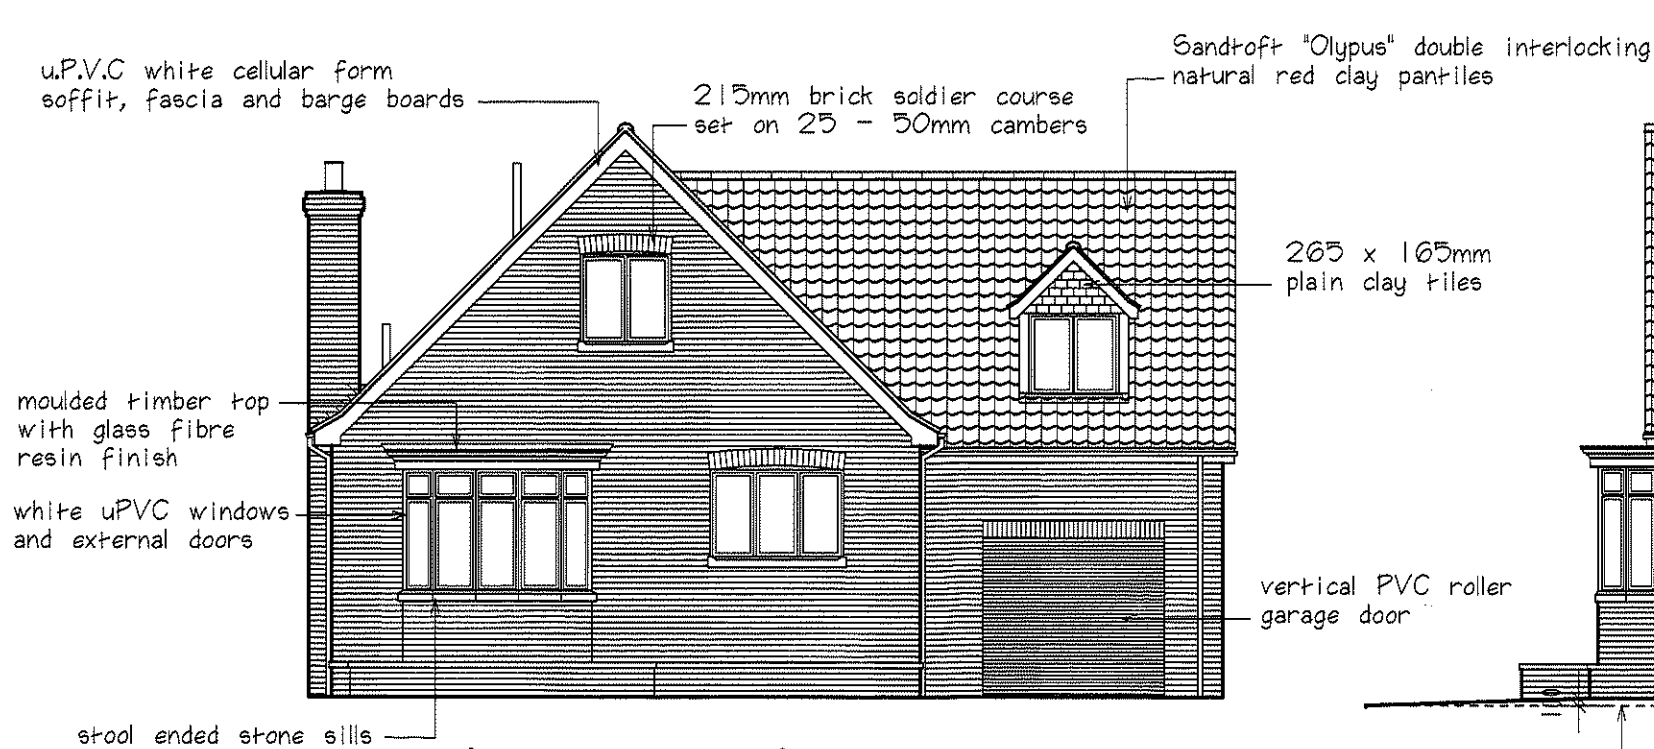 u.P.V.C white cellular form
soffit, fascia and barge boards
215mm brick soldier course
set on 25 - 50mm cambers
Sandtoft "Olypus" double interlocking
natural red clay pantiles
265 x 165mm
plain clay tiles
moulded timber top
with glass fibre
resin finish
white uPVC windows
and external doors
vertical PVC roller
garage door
stool ended stone sills